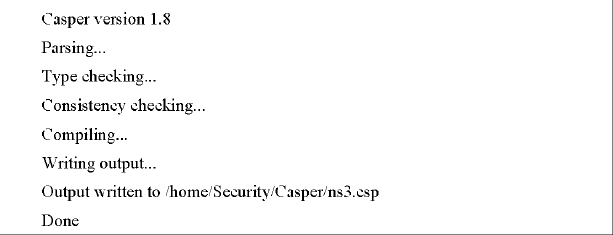 Casper version 1.8
Parsing...
Type checking...
Consistency checking...
Compiling...
Writing output...
Output written to /home/Security/Casper/ns3.csp
Done